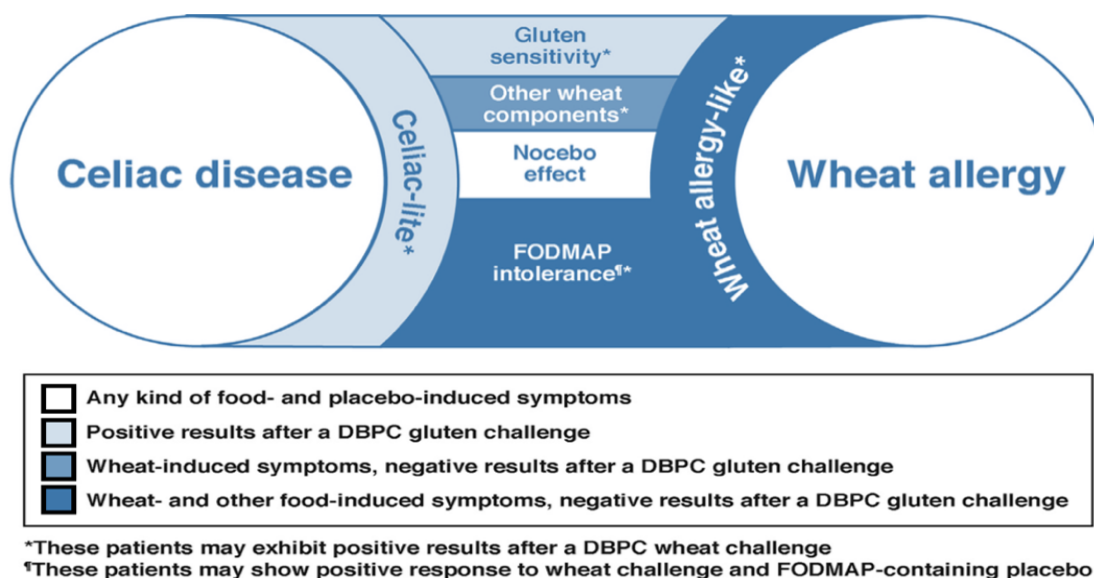 Gluten
sensitivity*
Other wheat
components*
Nocebo
effect
Celiac disease
Celiac-lite*
Wheat allergy-like*
Wheat allergy
FODMAP
intolerance¶*
Any kind of food- and placebo-induced symptoms
Positive results after a DBPC gluten challenge
Wheat-induced symptoms, negative results after a DBPC gluten challenge
Wheat- and other food-induced symptoms, negative results after a DBPC gluten challenge
*These patients may exhibit positive results after a DBPC wheat challenge
¶These patients may show positive response to wheat challenge and FODMAP-containing placebo